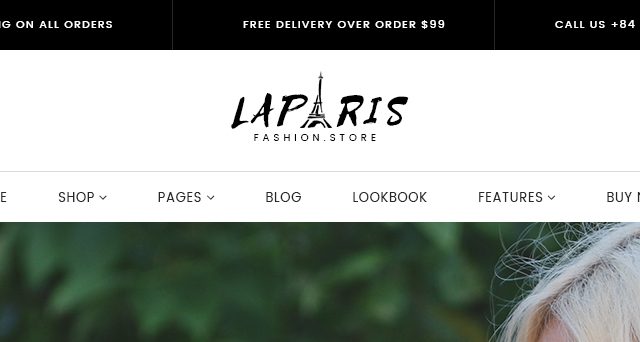 G ON ALL ORDERS
FREE DELIVERY OVER ORDER $99
CALL US +84
LAPARIS
FASHION.STORE
E SHOP PAGES BLOG LOOKBOOK FEATURES BUY